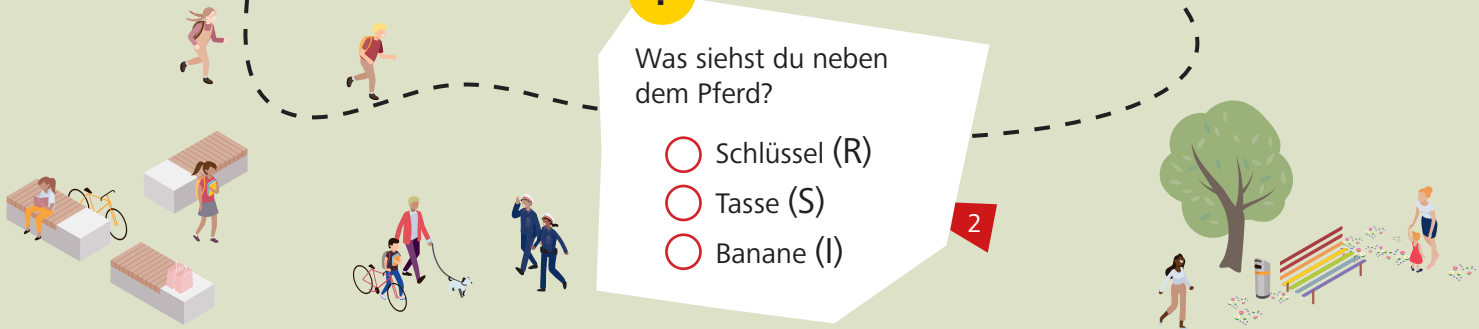 Was siehst du neben
dem Pferd?
Schlüssel (R)
Tasse (S)
Banane (I)
2